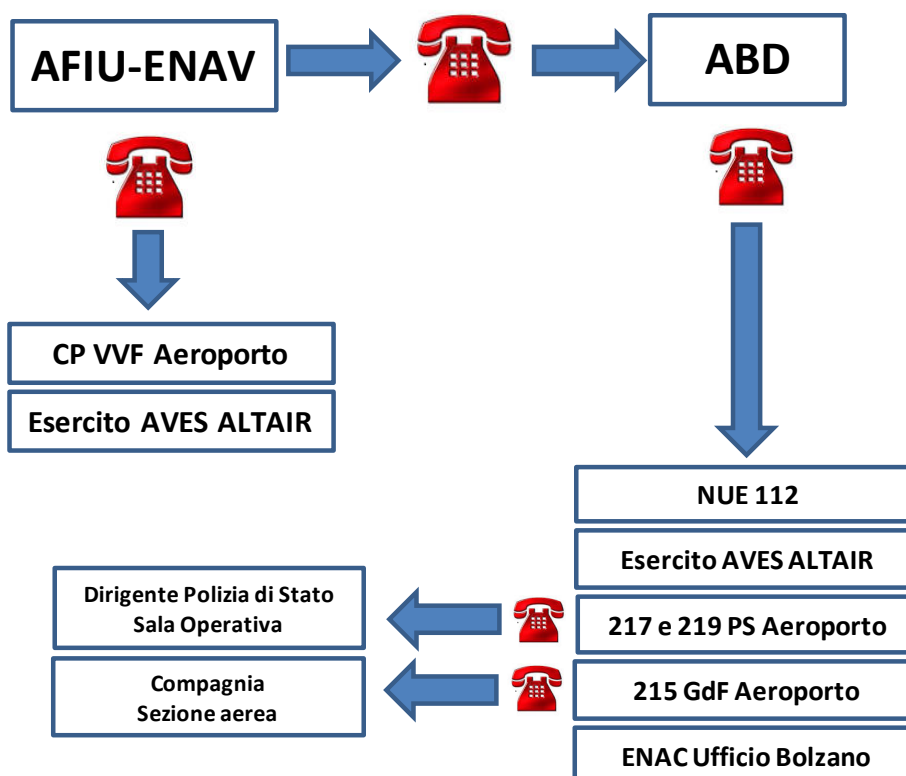 AFIU-ENAV
ABD
CP VVF Aeroporto
Esercito AVES ALTAIR
NUE 112
Esercito AVES ALTAIR
Dirigente Polizia di Stato
Sala Operativa
217 e 219 PS Aeroporto
Compagnia
Sezione aerea
215 GdF Aeroporto
ENAC Ufficio Bolzano